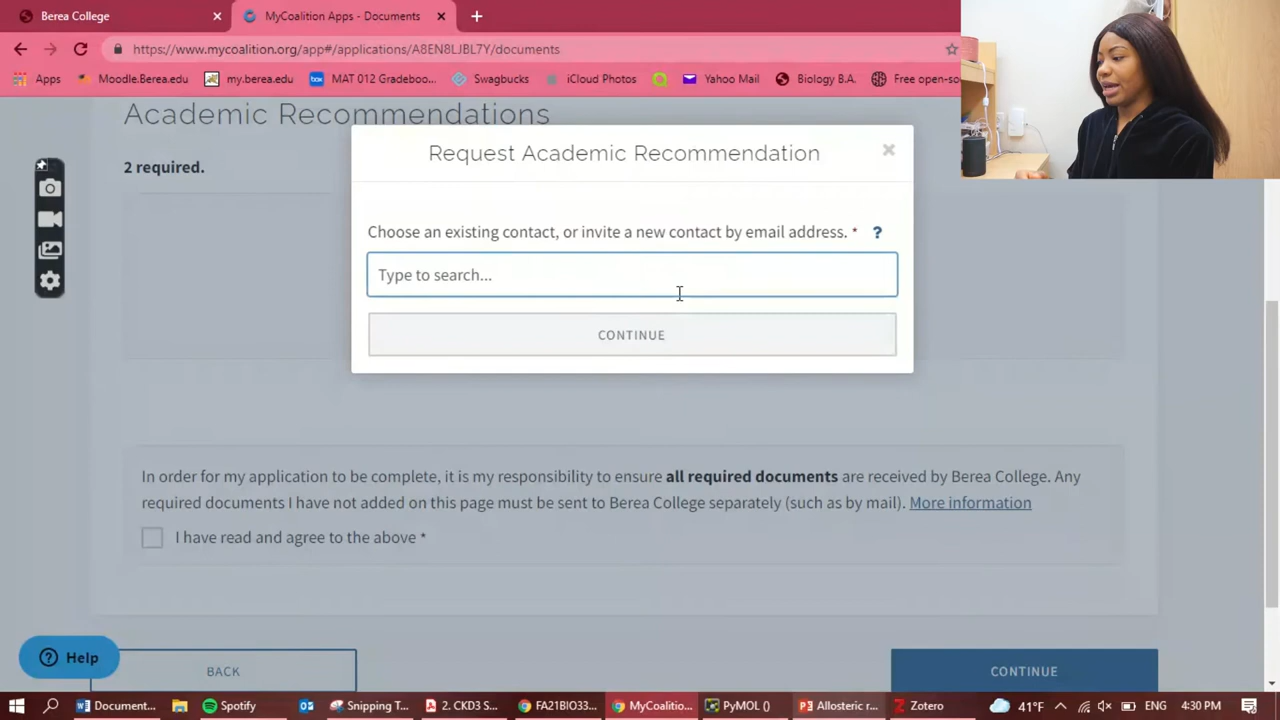 Berea College
MyCoalition Apps - Documents
https://www.mycoalition.org/app#/applications/A8EN8LJBL7Y/documents
Apps
Moodle.Berea.edu
my.berea.edu
box
MAT 012 Gradeboo...
Swagbucks
iCloud Photos
Yahoo Mail
Biology B.A.
Free open-so
Academic Recommendations
2 required.
Request Academic Recommendation
Choose an existing contact, or invite a new contact by email address. * ?
Type to search...
CONTINUE
In order for my application to be complete, it is my responsibility to ensure all required documents are received by Berea College. Any
required documents I have not added on this page must be sent to Berea College separately (such as by mail). More information
I have read and agree to the above *
? Help
BACK
CONTINUE
Document...
Spotify
Snipping T...
2. CKD3 S...
FA21BIO33...
MyCoalitio...
PyMOL ()
Allosteric r...
Zotero
41°F
ENG
4:30 PM